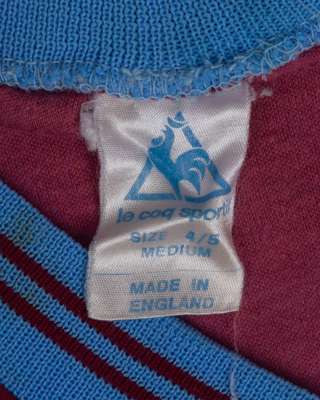 le coq sportif
SIZE 4/5
MEDIUM
MADE IN
ENGLAND